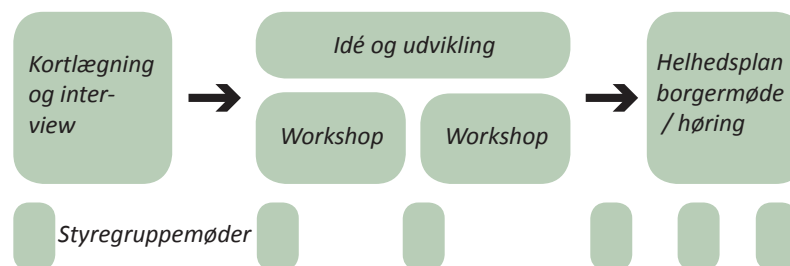 Kortlægning
og inter-
view
Idé og udvikling
Workshop
Workshop
Helhedsplan
borgermøde
/ høring
Styregruppemøder